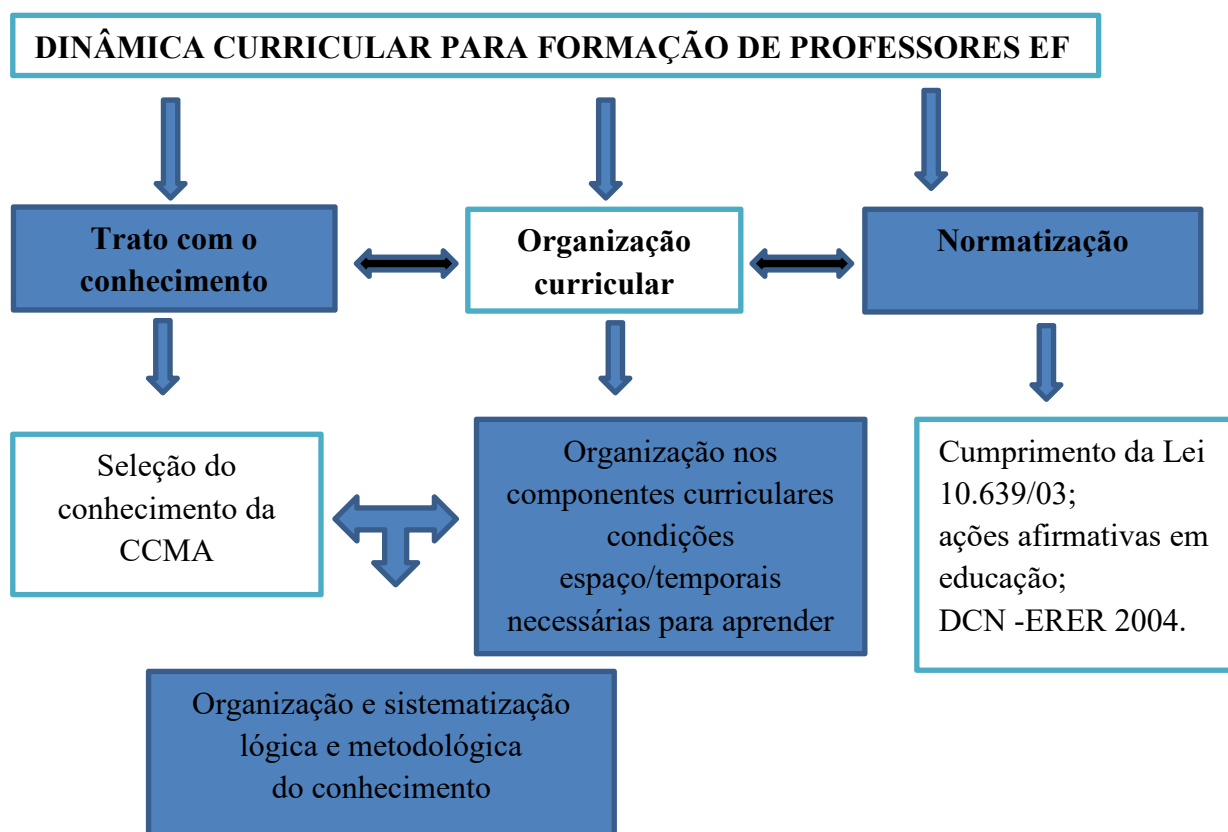 DINÂMICA CURRICULAR PARA FORMAÇÃO DE PROFESSORES EF
Trato com o
conhecimento
Organização
curricular
Normatização
Seleção do
conhecimento da
CCMA
Organização nos
componentes curriculares
condições
espaço/temporais
necessárias para aprender
Cumprimento da Lei
10.639/03;
ações afirmativas em
educação;
DCN -ERER 2004.
Organização e sistematização
lógica e metodológica
do conhecimento